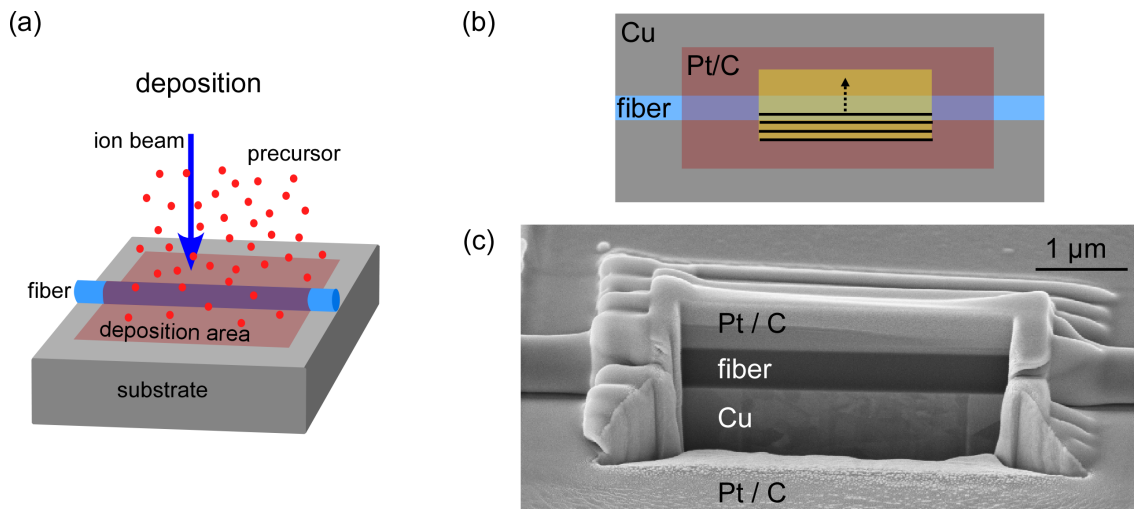 (a)
deposition
ion beam
precursor
fiber
deposition area
substrate
(b)
Cu
Pt/C
fiber
(c)
1 µm
Pt / C
fiber
Cu
Pt / C